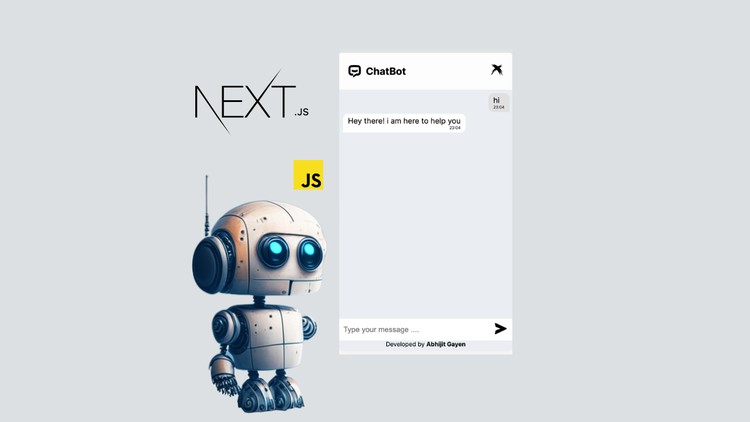 NEXT.JS
JS
ChatBot
hi
23:04
Hey there! i am here to help you
23:04
Type your message ....
Developed by Abhijit Gayen